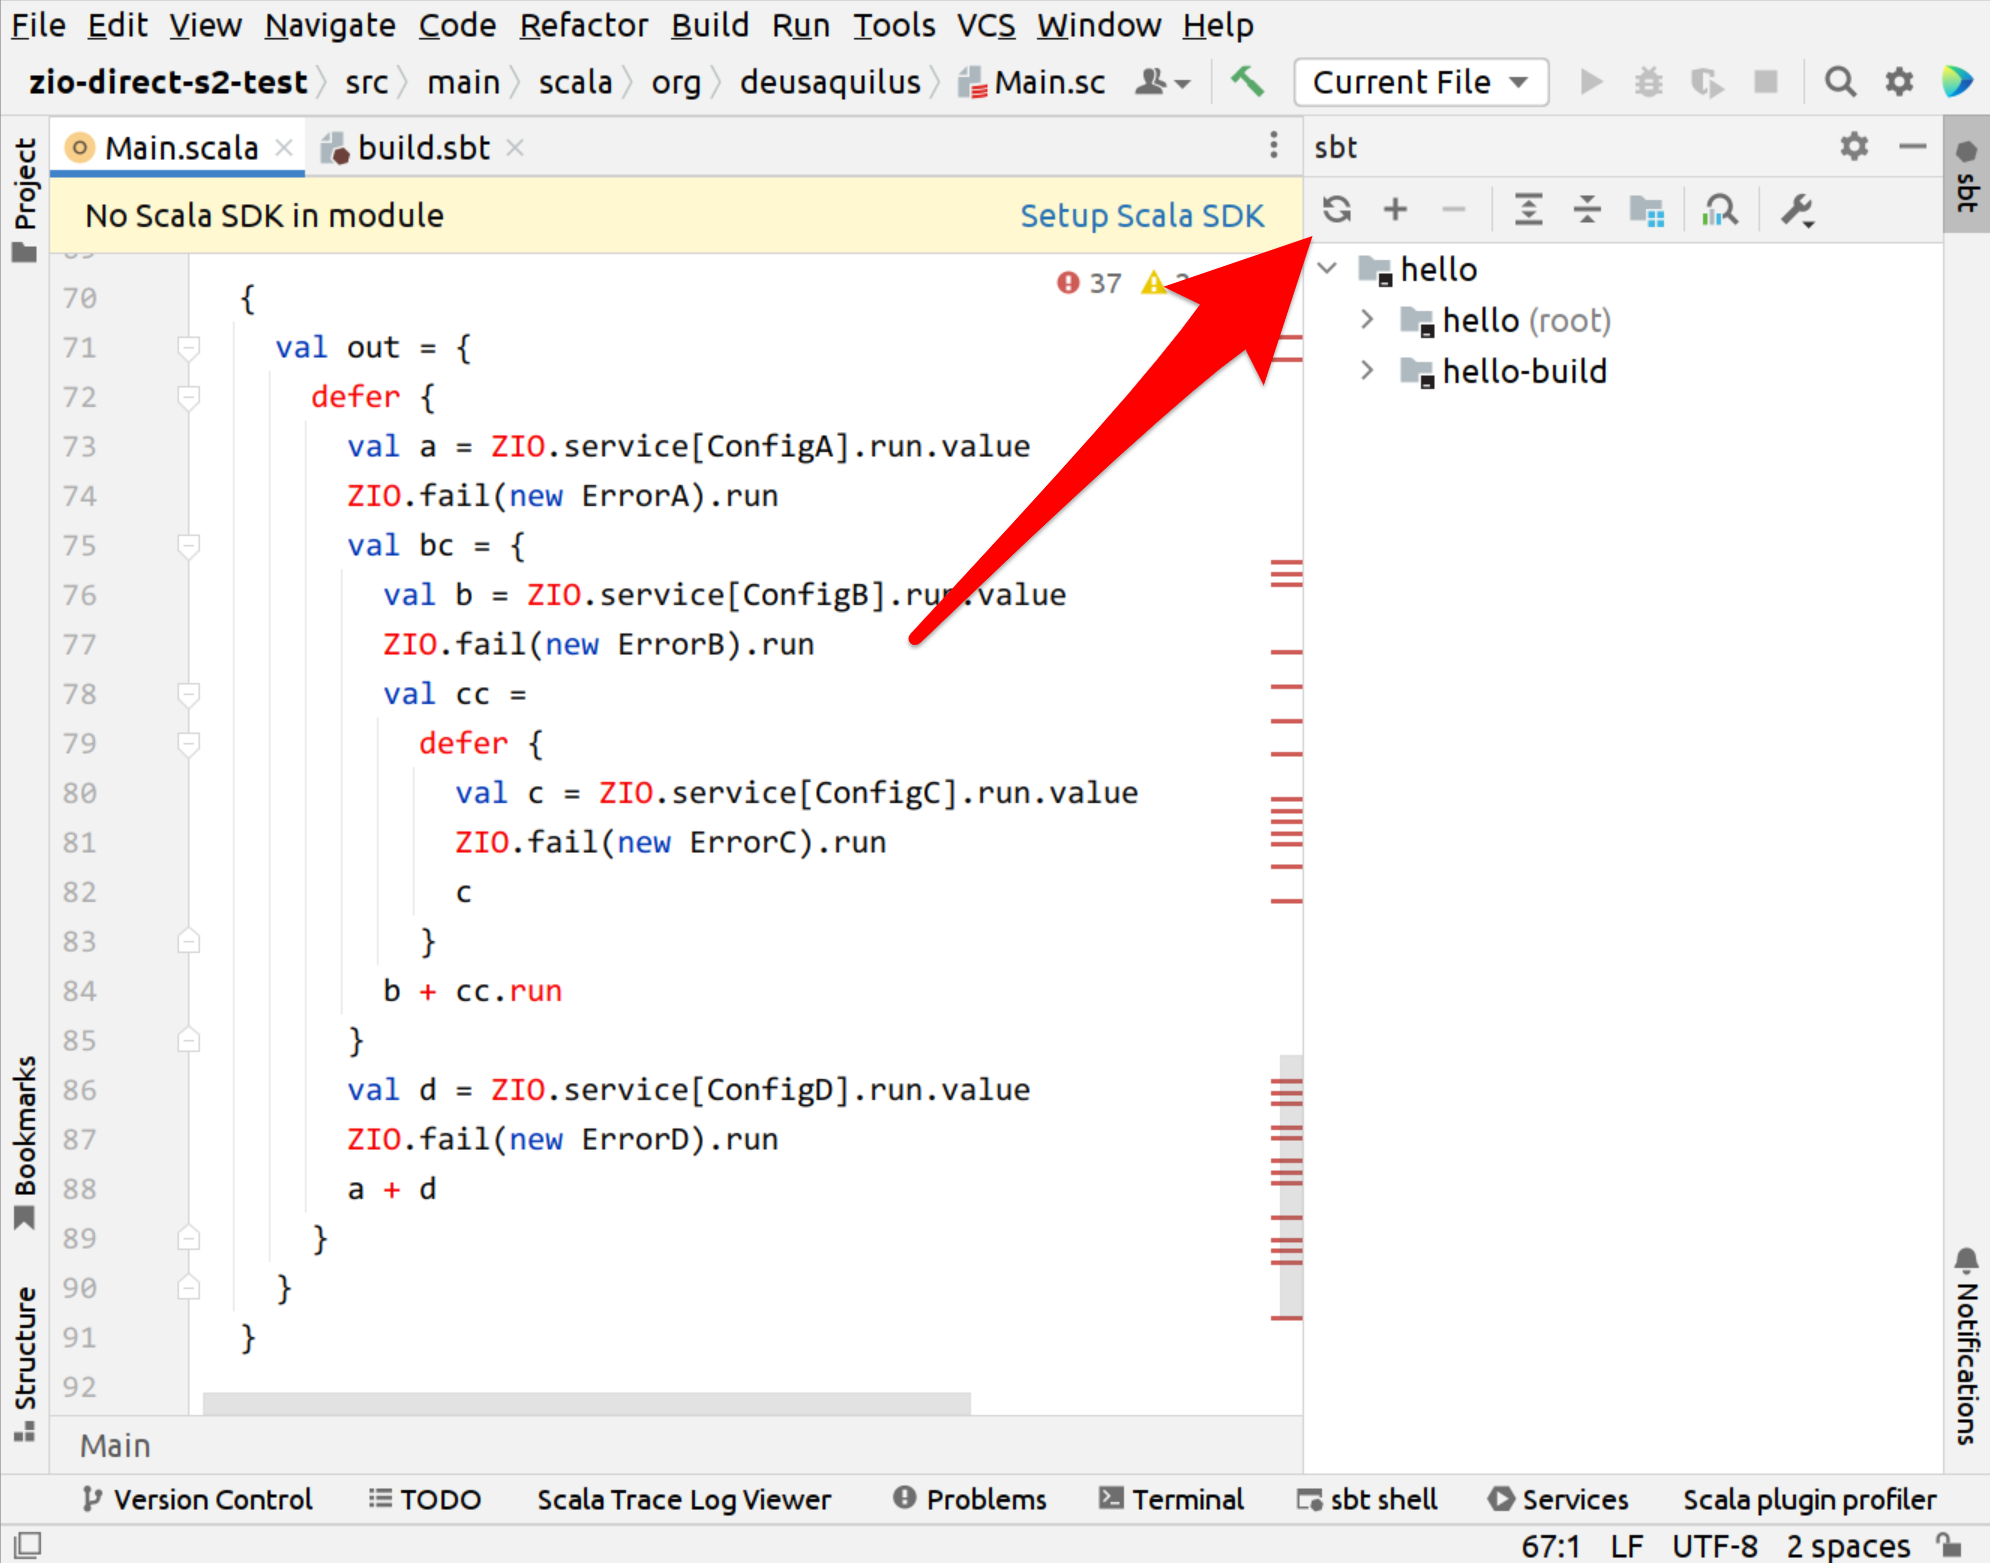 File Edit View Navigate Code Refactor Build Run Tools VCS Window Help
zio-direct-s2-test src main scala org deusaquilus Main.sc Current File
Project
Main.scala
build.sbt
sbt
No Scala SDK in module Setup Scala SDK
37
70 {
71 val out = {
72 defer {
73 val a = ZIO.service[ConfigA].run.value
74 ZIO.fail(new ErrorA).run
75 val bc = {
76 val b = ZIO.service[ConfigB].run.value
77 ZIO.fail(new ErrorB).run
78 val cc =
79 defer {
80 val c = ZIO.service[ConfigC].run.value
81 ZIO.fail(new ErrorC).run
82 c
83 }
84 b + cc.run
85 }
86 val d = ZIO.service[ConfigD].run.value
87 ZIO.fail(new ErrorD).run
88 a + d
89 }
90 }
91 }
92
hello
hello (root)
hello-build
sbt
Bookmarks
Structure
Notifications
Main
Version Control TODO Scala Trace Log Viewer Problems Terminal sbt shell Services Scala plugin profiler
67:1 LF UTF-8 2 spaces